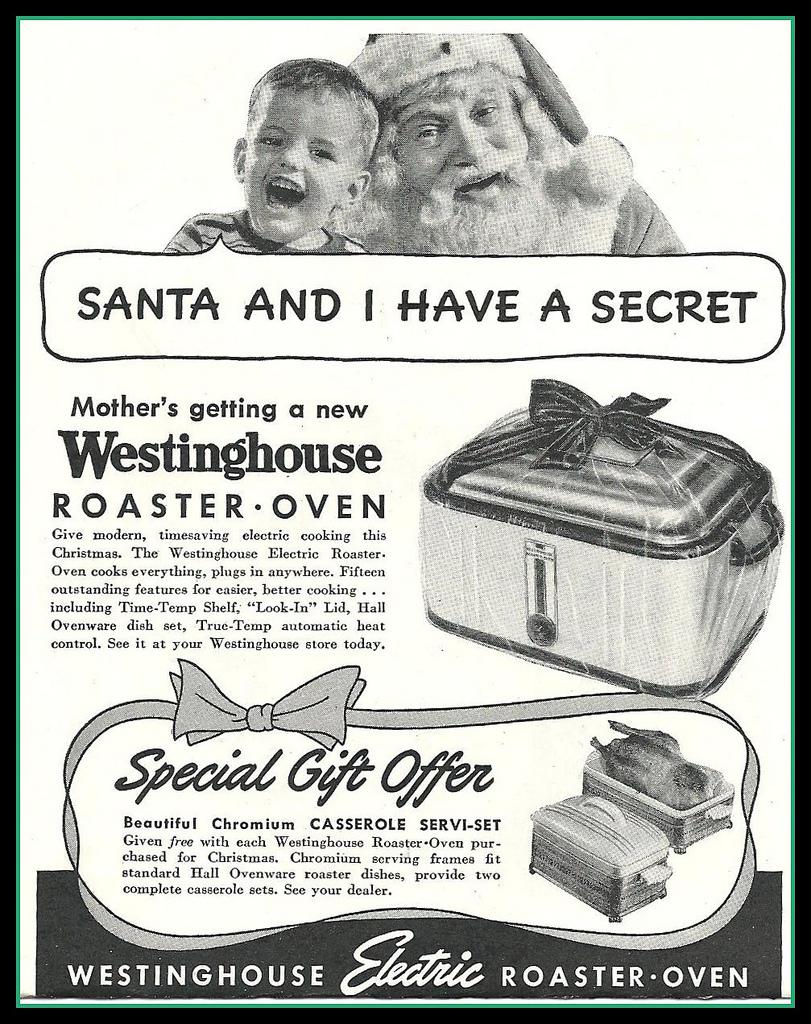 SANTA AND I HAVE A SECRET
Mother's getting a new
Westinghouse
ROASTER·OVEN
Give modern, timesaving electric cooking this
Christmas. The Westinghouse Electric Roaster-
Oven cooks everything, plugs in anywhere. Fifteen
outstanding features for easier, better cooking . . .
including Time-Temp Shelf, "Look-In" Lid, Hall
Ovenware dish set, True-Temp automatic heat
control. See it at your Westinghouse store today.
Special Gift Offer
Beautiful Chromium CASSEROLE SERVI-SET
Given free with each Westinghouse Roaster·Oven pur-
chased for Christmas. Chromium serving frames fit
standard Hall Ovenware roaster dishes, provide two
complete casserole sets. See your dealer.
WESTINGHOUSE Electric ROASTER·OVEN